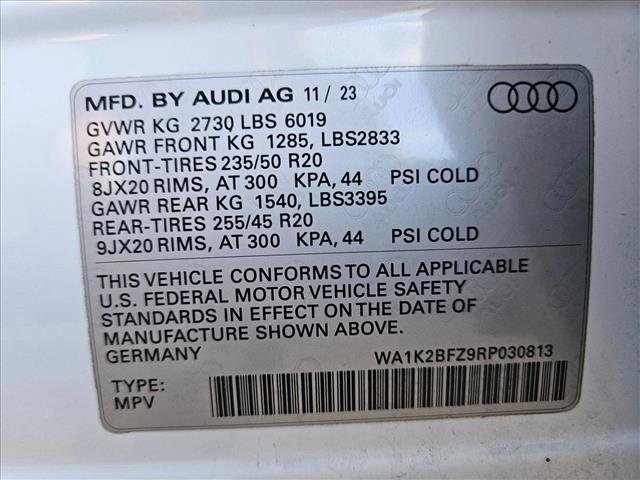 MFD. BY AUDI AG 11 / 23
GVWR KG 2730 LBS 6019
GAWR FRONT KG 1285, LBS2833
FRONT-TIRES 235/50 R20
8JX20 RIMS, AT 300 KPA, 44 PSI COLD
GAWR REAR KG 1540, LBS3395
REAR-TIRES 255/45 R20
9JX20 RIMS, AT 300 KPA, 44 PSI COLD
THIS VEHICLE CONFORMS TO ALL APPLICABLE
U.S. FEDERAL MOTOR VEHICLE SAFETY
STANDARDS IN EFFECT ON THE DATE OF
MANUFACTURE SHOWN ABOVE
GERMANY WA1K2BFZ9RP030813
TYPE:
MPV